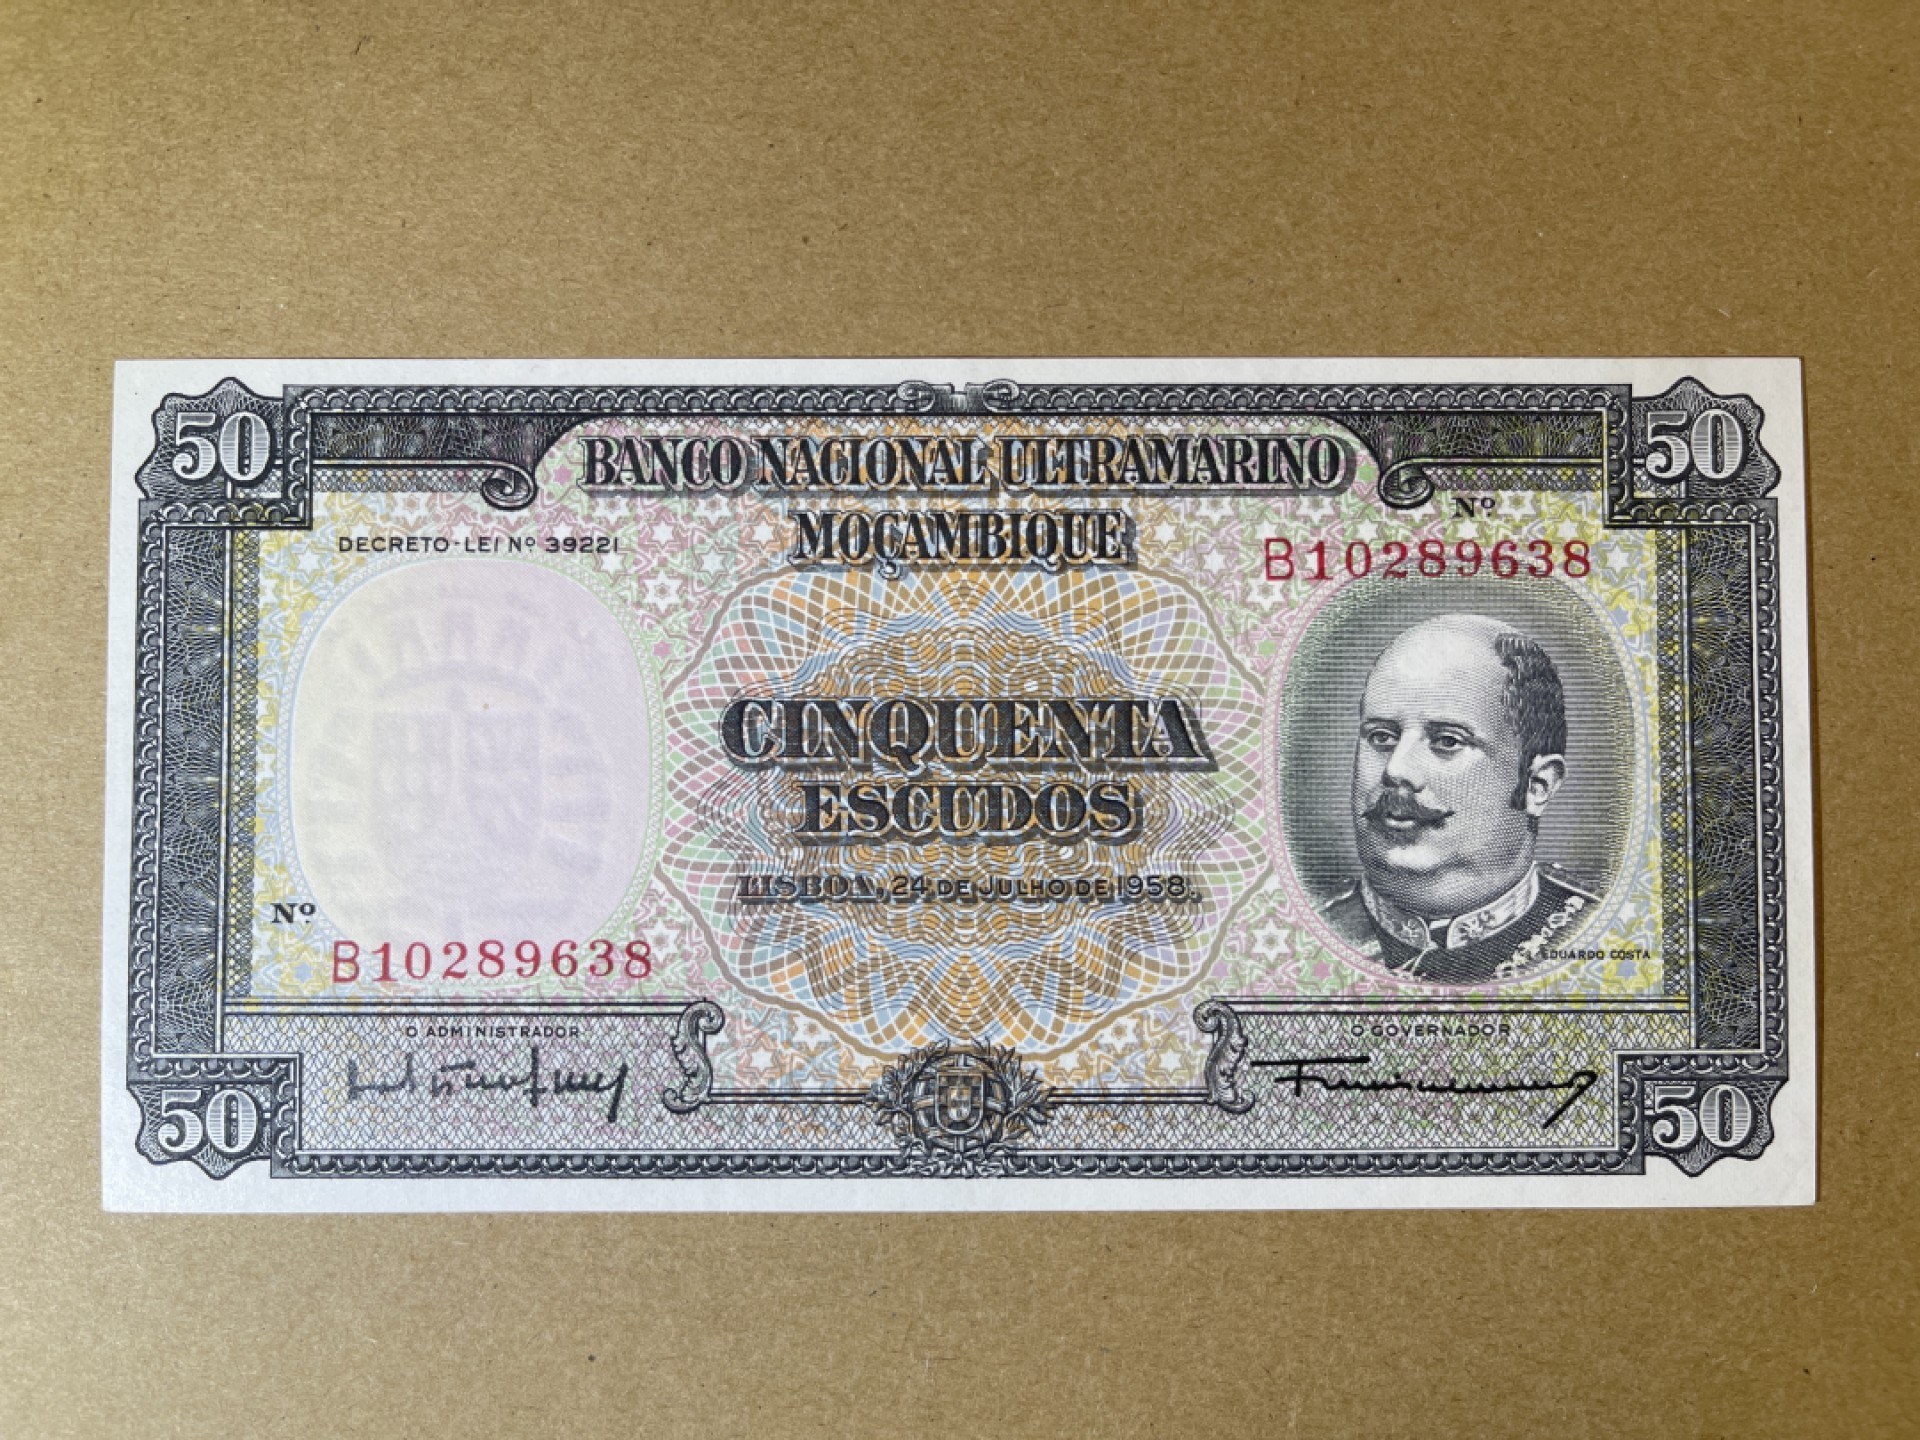 50
50
BANCO NACIONAL ULTRAMARINO
Nº
MOÇAMBIQUE
DECRETO-LEI Nº 39221
B10289638
CINQUENTA
ESCUDOS
LISBOA, 24 DE JULHO DE 1958.
Nº
B10289638
EDUARDO COSTA
O ADMINISTRADOR
O GOVERNADOR
50
50